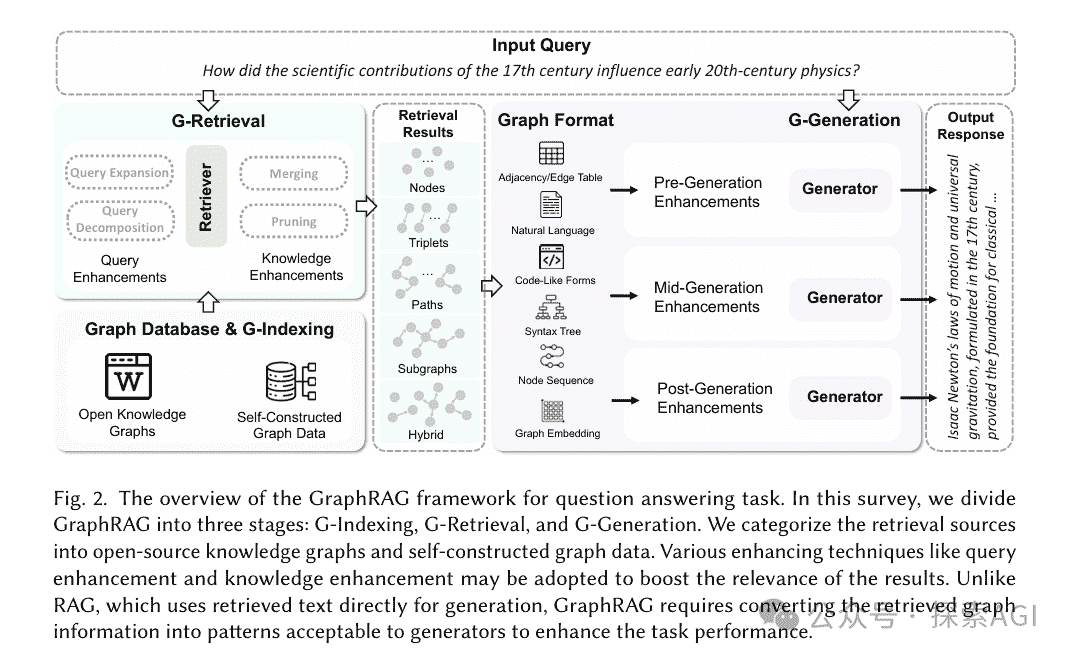 Input Query
How did the scientific contributions of the 17th century influence early 20th-century physics?
G-Retrieval
Query Expansion
Query
Decomposition
Query
Enhancements
Retriever
Merging
Pruning
Knowledge
Enhancements
Graph Database & G-Indexing
W
Open Knowledge
Graphs
Self-Constructed
Graph Data
Retrieval
Results
...
Nodes
...
Triplets
...
Paths
Subgraphs
Hybrid
Graph Format
Adjacency/Edge Table
Natural Language
</>
Code-Like Forms
Syntax Tree
Node Sequence
Graph Embedding
G-Generation
Pre-Generation
Enhancements
Generator
Mid-Generation
Enhancements
Generator
Post-Generation
Enhancements
Generator
Output
Response
Isaac Newton's laws of motion and universal
gravitation, formulated in the 17th century,
provided the foundation for classical ...
Fig. 2. The overview of the GraphRAG framework for question answering task. In this survey, we divide
GraphRAG into three stages: G-Indexing, G-Retrieval, and G-Generation. We categorize the retrieval sources
into open-source knowledge graphs and self-constructed graph data. Various enhancing techniques like query
enhancement and knowledge enhancement may be adopted to boost the relevance of the results. Unlike
RAG, which uses retrieved text directly for generation, GraphRAG requires converting the retrieved graph
information into patterns acceptable to generators to enhance the task performance.
公众号 · 探索AGI